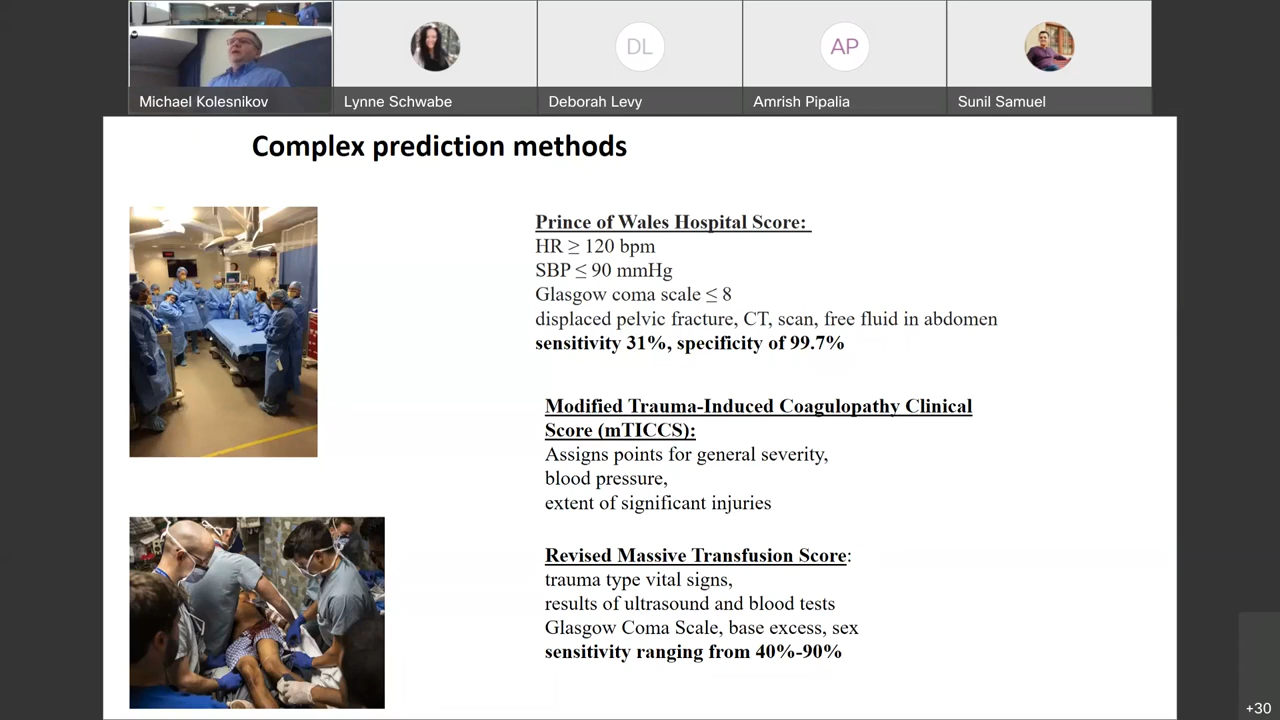 Michael Kolesnikov
Lynne Schwabe
DL
Deborah Levy
AP
Amrish Pipalia
Sunil Samuel
Complex prediction methods
Prince of Wales Hospital Score:
HR ≥ 120 bpm
SBP ≤ 90 mmHg
Glasgow coma scale ≤ 8
displaced pelvic fracture, CT, scan, free fluid in abdomen
sensitivity 31%, specificity of 99.7%
Modified Trauma-Induced Coagulopathy Clinical
Score (mTICCS):
Assigns points for general severity,
blood pressure,
extent of significant injuries
Revised Massive Transfusion Score:
trauma type vital signs,
results of ultrasound and blood tests
Glasgow Coma Scale, base excess, sex
sensitivity ranging from 40%-90%
+30